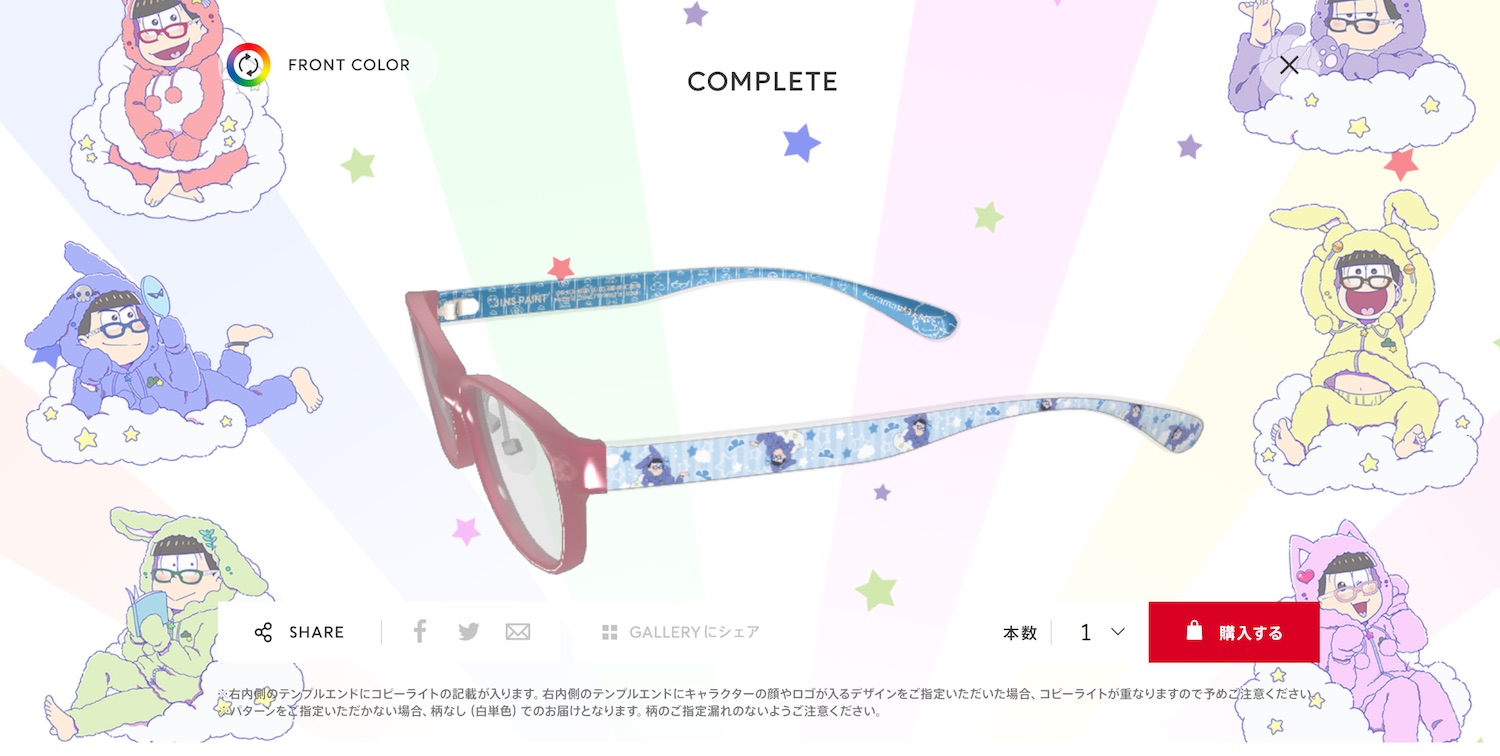 FRONT COLOR
COMPLETE
JINS PAINT
Karamatsu
SHARE
GALLERYにシェア
本数
1
購入する
※右内側のテンプルエンドにコピーライトの記載が入ります。右内側のテンプルエンドにキャラクターの顔やロゴが入るデザインをご指定いただいた場合、コピーライトが重なりますので予めご注意ください。
※パターンをご指定いただかない場合、柄なし(白単色)でのお届けとなります。柄のご指定漏れのないようご注意ください。